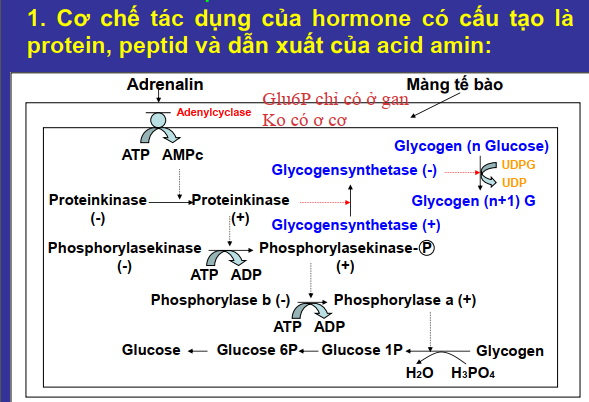 1. Cơ chế tác dụng của hormone có cấu tạo là
protein, peptid và dẫn xuất của acid amin:
Adrenalin
Màng tế bào
Adenylcyclase
Glu6P chỉ có ở gan
Ko có ơ cơ
ATP AMPc
Glycogen (n Glucose)
Glycogensynthetase (-)
UDPG
UDP
Proteinkinase
(-)
Proteinkinase
(+)
Glycogen (n+1) G
Glycogensynthetase (+)
Phosphorylasekinase
(-)
Phosphorylasekinase-P
(+)
ATP ADP
Phosphorylase b (-)
Phosphorylase a (+)
ATP ADP
Glucose
Glucose 6P
Glucose 1P
Glycogen
H2O H3PO4